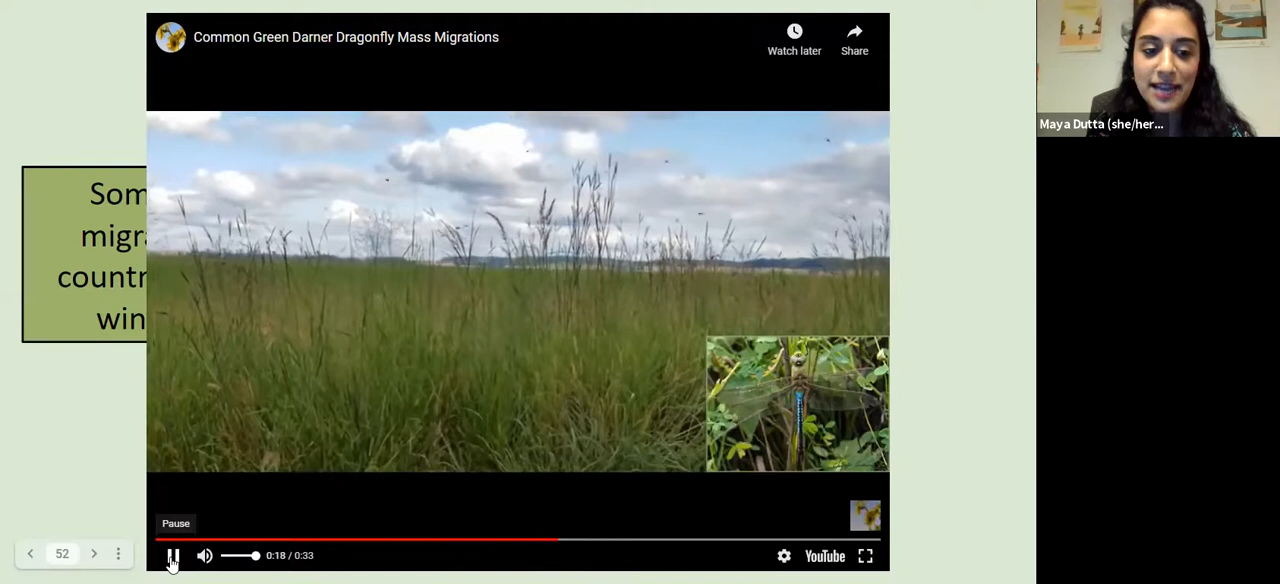 Common Green Darner Dragonfly Mass Migrations
Watch later
Share
Maya Dutta (she/her...
Som
migra
countr
win
Pause
52
0:18 / 0:33
YouTube